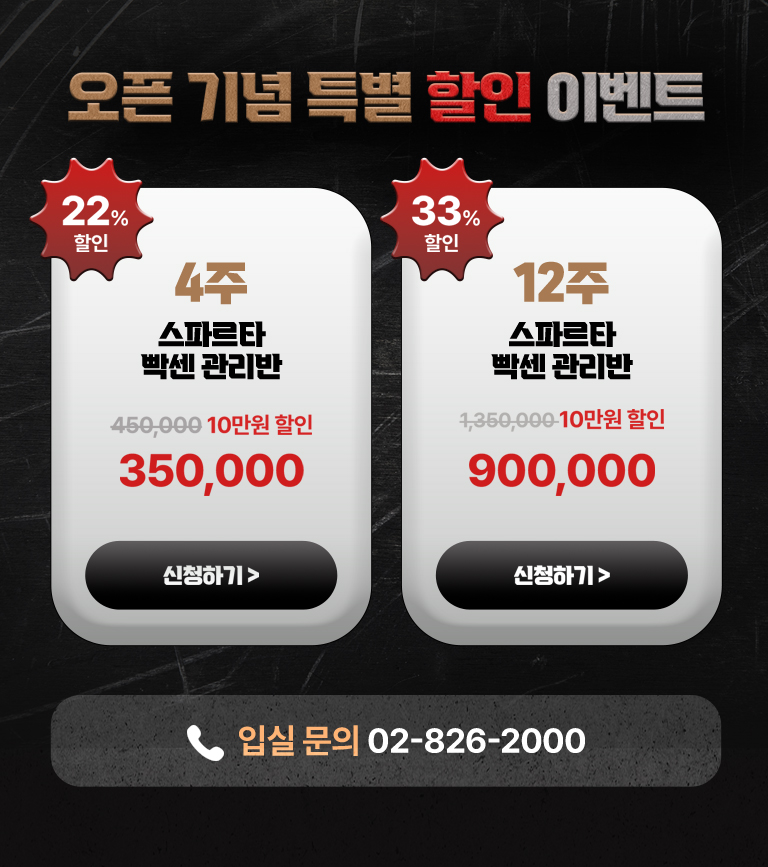 오픈 기념 특별 할인 이벤트
22%
할인
4주
스파르타
빡센 관리반
450,000 10만원 할인
350,000
신청하기 >
33%
할인
12주
스파르타
빡센 관리반
1,350,000 10만원 할인
900,000
신청하기 >
입실 문의 02-826-2000